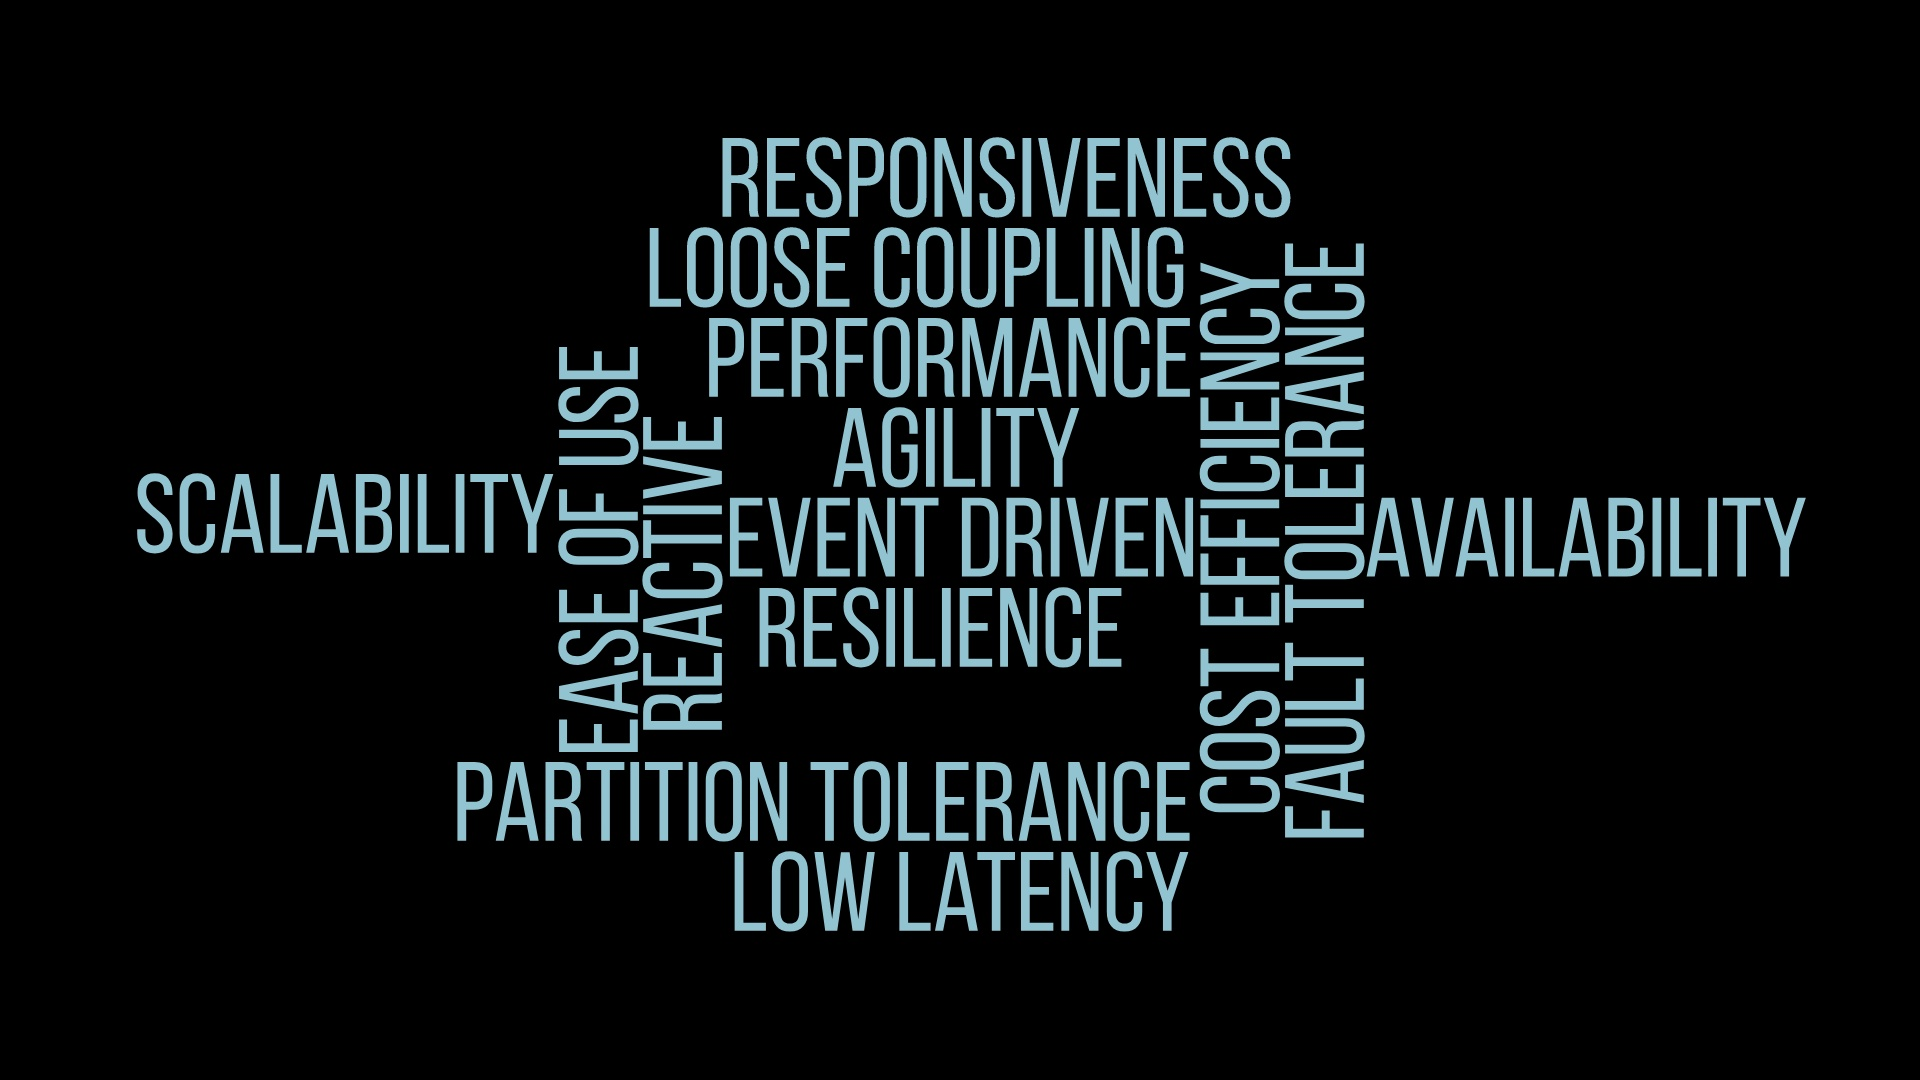 RESPONSIVENESS
LOOSE COUPLING
PERFORMANCE
AGILITY
SCALABILITY
EASE OF USE
REACTIVE
EVENT DRIVEN
COST EFFICIENCY
FAULT TOLERANCE
AVAILABILITY
RESILIENCE
PARTITION TOLERANCE
LOW LATENCY